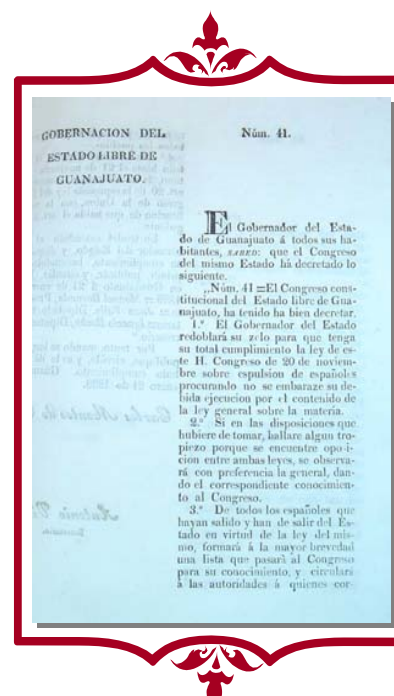 GOBERNACION DEL
ESTADO LIBRE DE
GUANAJUATO.
Núm. 41.
El Gobernador del Esta-
do de Guanajuato á todos sus ha-
bitantes, SABED: que el Congreso
del mismo Estado há decretado lo
siguiente.
„Núm. 41 =El Congreso cons-
titucional del Estado libre de Gua-
najuato, ha tenido ha bien decretar.
1.º El Gobernador del Estado
redoblará su zelo para que tenga
su total cumplimiento la ley de es-
te H. Congreso de 20 de noviem-
bre sobre espulsion de españoles
procurando no se embaraze su de-
bida ejecucion por el contenido de
la ley general sobre la materia.
2.º Si en las disposiciones que
hubiere de tomar, hallare algun tro-
piezo porque se encuentre oposi-
cion entre ambas leyes, se observa-
rá con preferencia la general, dan-
do el correspondiente conocimien-
to al Congreso.
3.º De todos los españoles que
hayan salido y han de salir del Es-
tado en virtud de la ley del mis-
mo, formará á la mayor brevedad
una lista que pasará al Congreso
para su conocimiento, y circulará
á las autoridades á quienes cor-